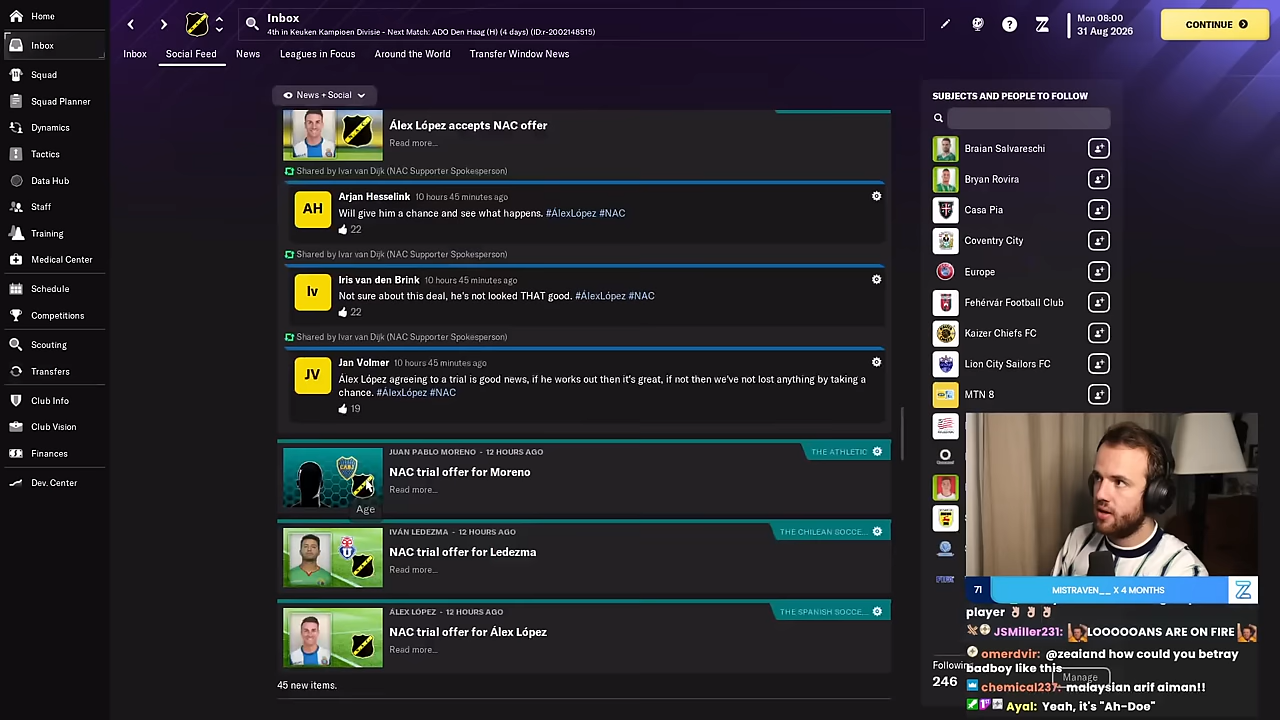 Home
Inbox
Squad
Squad Planner
Dynamics
Tactics
Data Hub
Staff
Training
Medical Center
Schedule
Competitions
Scouting
Transfers
Club Info
Club Vision
Finances
Dev. Center
Inbox
4th in Keuken Kampioen Divisie - Next Match: ADO Den Haag (H) (4 days) (ID:r-2002148515)
Mon 08:00
31 Aug 2026
CONTINUE
Inbox
Social Feed
News
Leagues in Focus
Around the World
Transfer Window News
News + Social
Álex López accepts NAC offer
Read more...
Shared by Ivar van Dijk (NAC Supporter Spokesperson)
AH
Arjan Hesselink 10 hours 45 minutes ago
Will give him a chance and see what happens. #ÁlexLópez #NAC
22
Shared by Ivar van Dijk (NAC Supporter Spokesperson)
Iv
Iris van den Brink 10 hours 45 minutes ago
Not sure about this deal, he's not looked THAT good. #ÁlexLópez #NAC
22
Shared by Ivar van Dijk (NAC Supporter Spokesperson)
JV
Jan Volmer 10 hours 45 minutes ago
Álex López agreeing to a trial is good news, if he works out then it's great, if not then we've not lost anything by taking a
chance. #ÁlexLópez #NAC
19
JUAN PABLO MORENO - 12 HOURS AGO
THE ATHLETIC
NAC trial offer for Moreno
Read more...
Age
IVÁN LEDEZMA - 12 HOURS AGO
THE CHILEAN SOCCE...
NAC trial offer for Ledezma
Read more...
ÁLEX LÓPEZ - 12 HOURS AGO
THE SPANISH SOCCE...
NAC trial offer for Álex López
Read more...
45 new items.
SUBJECTS AND PEOPLE TO FOLLOW
Braian Salvareschi
Bryan Rovira
Casa Pia
Coventry City
Europe
Fehérvár Football Club
Kaizer Chiefs FC
Lion City Sailors FC
MTN 8
71
MISTRAVEN__ X 4 MONTHS
player
JSMiller231: LOOOOOANS ARE ON FIRE
omerdvir: @zeaiand how could you betray
badboy like this
Followin
246
Manage
chemical237: malaysian arif aiman!!
Ayal: Yeah, it's "Ah-Doe"